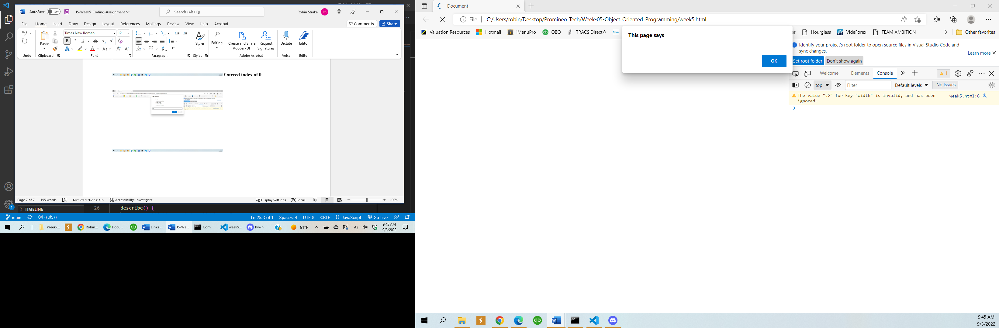 AutoSave Off JS-Week5_Coding-Assignment Search (Alt+Q) Robin Straka RS
File Home Insert Draw Design Layout References Mailings Review View Help Acrobat Comments Share
Times New Roman 12
Paste
Styles Editing Create and Share Request Dictate Editor
Adobe PDF Signatures
Undo Clipboard Font Paragraph Styles Adobe Acrobat Voice Editor
Entered index of 0
Page 7 of 7 195 words Text Predictions: On Accessibility: Investigate Display Settings Focus 100%
26 describe() {
TIMELINE
main 0 0 Ln 25, Col 1 Spaces: 4 UTF-8 CRLF {} JavaScript Go Live
Week-... Robin... Docu... Links ... JS-We... Com... week5... hw-h... 61°F 9:45 AM
9/3/2022
Document
File C:/Users/robin/Desktop/Promineo_Tech/Week-05-Object_Oriented_Programming/week5.html
Valuation Resources Hotmail iMenuPro QBO TRACS Direct® Sysco er Hourglass VideForex TEAM AMBITION Other favorites
This page says
OK
Identify your project's root folder to open source files in Visual Studio Code and
sync changes.
Learn more
Set root folder Don't show again
Welcome Elements Console 1
top Filter Default levels No Issues
The value "<>" for key "width" is invalid, and has been week5.html:6
ignored.
9:45 AM
9/3/2022